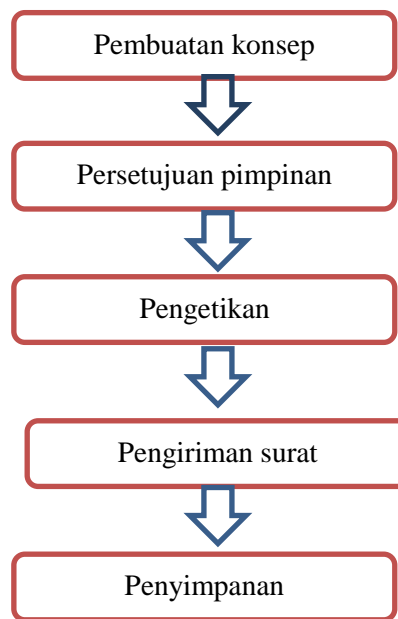 Pembuatan konsep
Persetujuan pimpinan
Pengetikan
Pengiriman surat
Penyimpanan